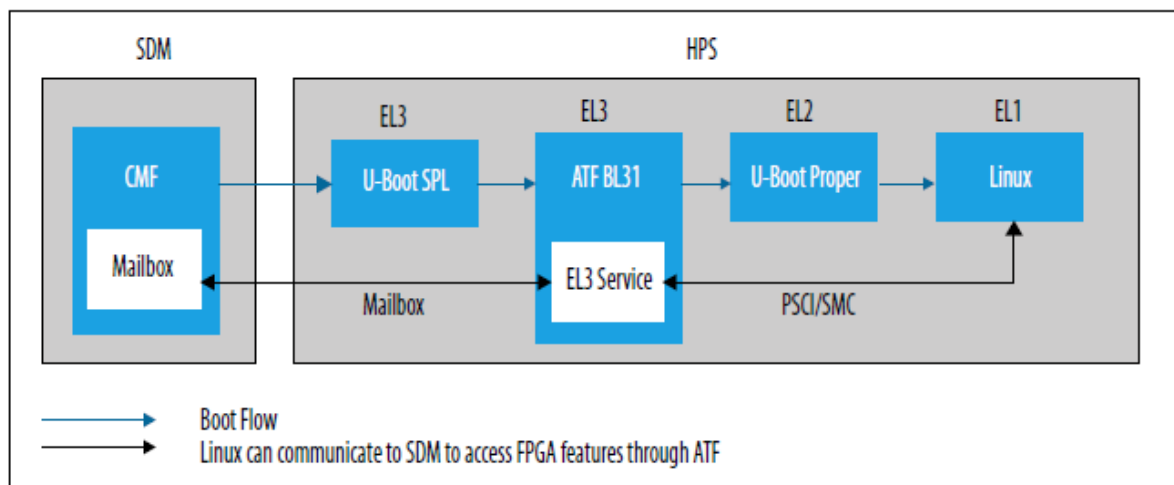 SDM
HPS
EL3
EL3
EL2
EL1
CMF
U-Boot SPL
ATF BL31
U-Boot Proper
Linux
Mailbox
EL3 Service
Mailbox
PSCI/SMC
Boot Flow
Linux can communicate to SDM to access FPGA features through ATF